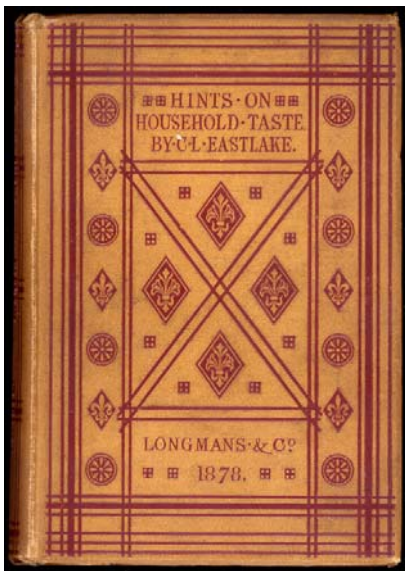 HINTS·ON
HOUSEHOLD·TASTE.
BY·C·L·EASTLAKE.
LONGMANS·&·Cº
1878.